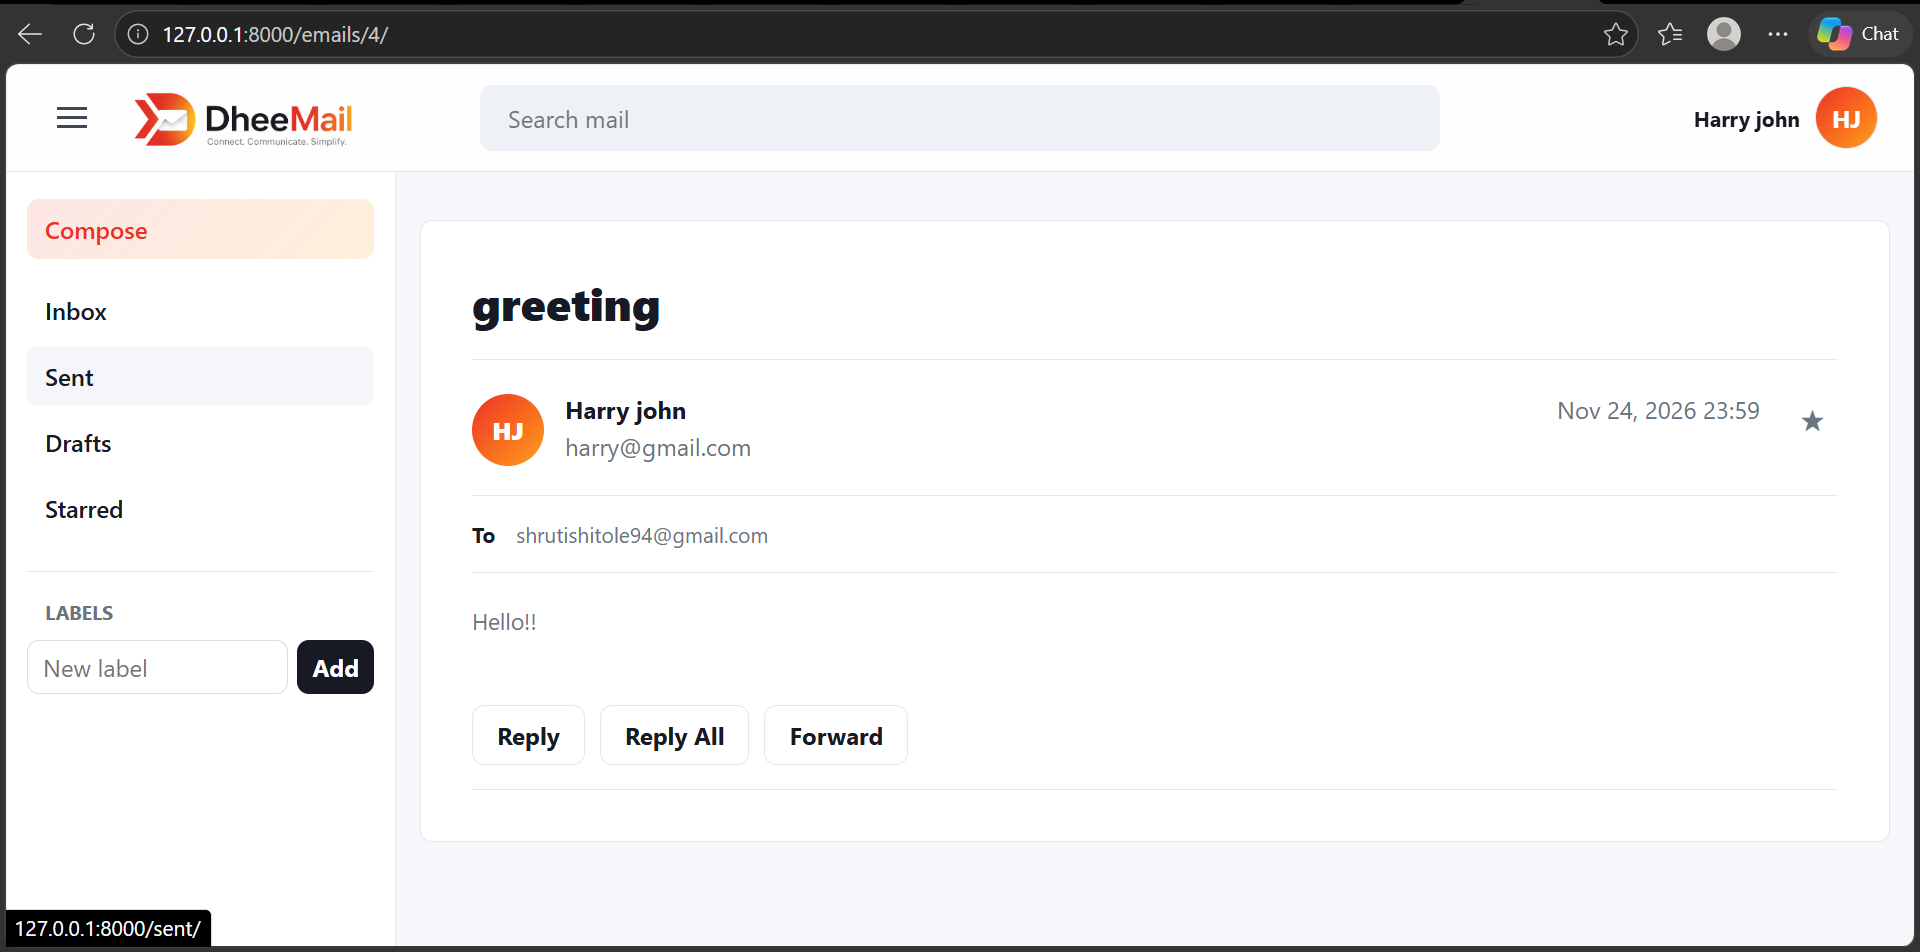 127.0.0.1:8000/emails/4/
Chat
DheeMail
Connect. Communicate. Simplify.
Search mail
Harry john
HJ
Compose
Inbox
Sent
Drafts
Starred
LABELS
New label
Add
greeting
HJ
Harry john
harry@gmail.com
Nov 24, 2026 23:59
To shrutishitole94@gmail.com
Hello!!
Reply
Reply All
Forward
127.0.0.1:8000/sent/